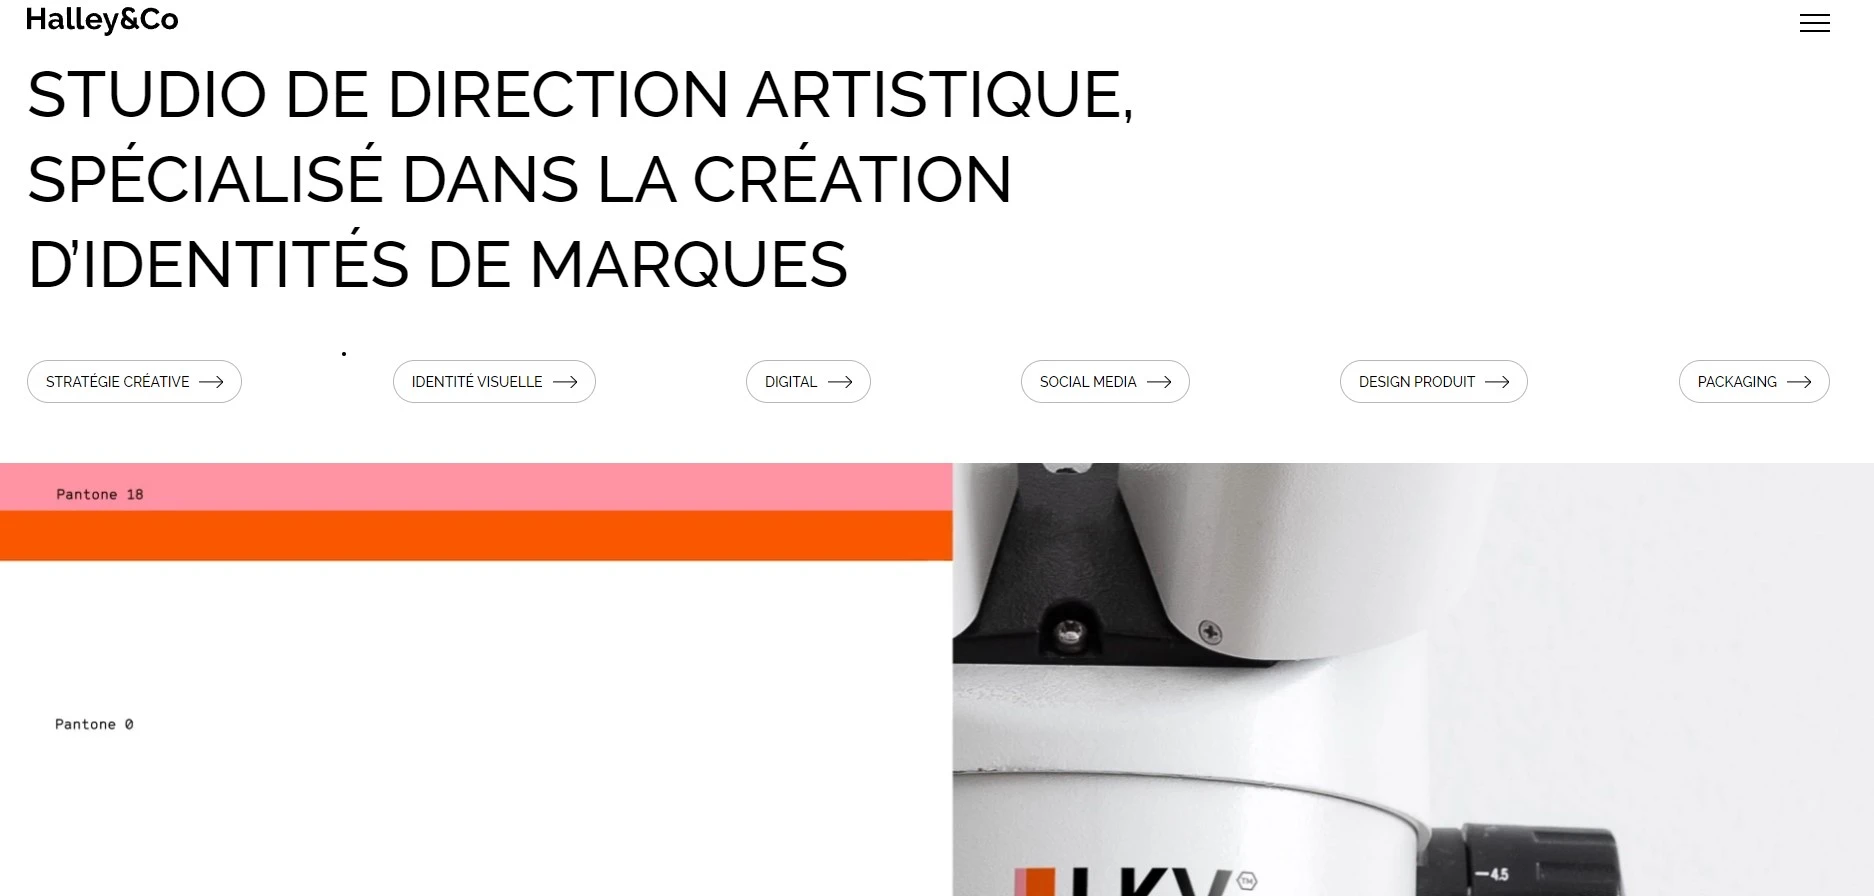 Halley&Co
STUDIO DE DIRECTION ARTISTIQUE,
SPÉCIALISÉ DANS LA CRÉATION
D’IDENTITÉS DE MARQUES
STRATÉGIE CRÉATIVE
IDENTITÉ VISUELLE
DIGITAL
SOCIAL MEDIA
DESIGN PRODUIT
PACKAGING
Pantone 18
Pantone 0
4.5
TM